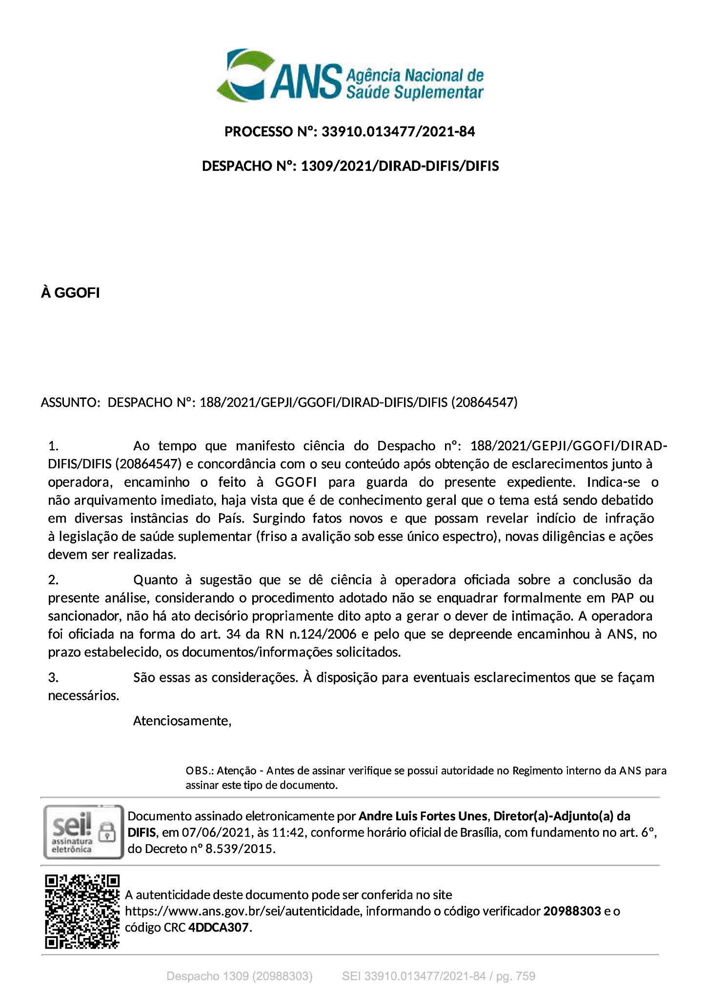 ANS Agência Nacional de
Saúde Suplementar
PROCESSO Nº: 33910.013477/2021-84
DESPACHO Nº: 1309/2021/DIRAD-DIFIS/DIFIS
À GGOFI
ASSUNTO: DESPACHO Nº: 188/2021/GEPJI/GGOFI/DIRAD-DIFIS/DIFIS (20864547)
1. Ao tempo que manifesto ciência do Despacho nº: 188/2021/GEPJI/GGOFI/DIRAD-
DIFIS/DIFIS (20864547) e concordância com o seu conteúdo após obtenção de esclarecimentos junto à
operadora, encaminho o feito à GGOFI para guarda do presente expediente. Indica-se o
não arquivamento imediato, haja vista que é de conhecimento geral que o tema está sendo debatido
em diversas instâncias do País. Surgindo fatos novos e que possam revelar indício de infração
à legislação de saúde suplementar (friso a avalição sob esse único espectro), novas diligências e ações
devem ser realizadas.
2. Quanto à sugestão que se dê ciência à operadora oficiada sobre a conclusão da
presente análise, considerando o procedimento adotado não se enquadrar formalmente em PAP ou
sancionador, não há ato decisório propriamente dito apto a gerar o dever de intimação. A operadora
foi oficiada na forma do art. 34 da RN n.124/2006 e pelo que se depreende encaminhou à ANS, no
prazo estabelecido, os documentos/informações solicitados.
3. São essas as considerações. À disposição para eventuais esclarecimentos que se façam
necessários.
Atenciosamente,
OBS.: Atenção - Antes de assinar verifique se possui autoridade no Regimento interno da ANS para
assinar este tipo de documento.
sei!
assinatura
eletrônica
Documento assinado eletronicamente por Andre Luis Fortes Unes, Diretor(a)-Adjunto(a) da
DIFIS, em 07/06/2021, às 11:42, conforme horário oficial de Brasília, com fundamento no art. 6º,
do Decreto nº 8.539/2015.
A autenticidade deste documento pode ser conferida no site
https://www.ans.gov.br/sei/autenticidade, informando o código verificador 20988303 e o
código CRC 4DDCA307.
Despacho 1309 (20988303) SEI 33910.013477/2021-84 / pg. 759